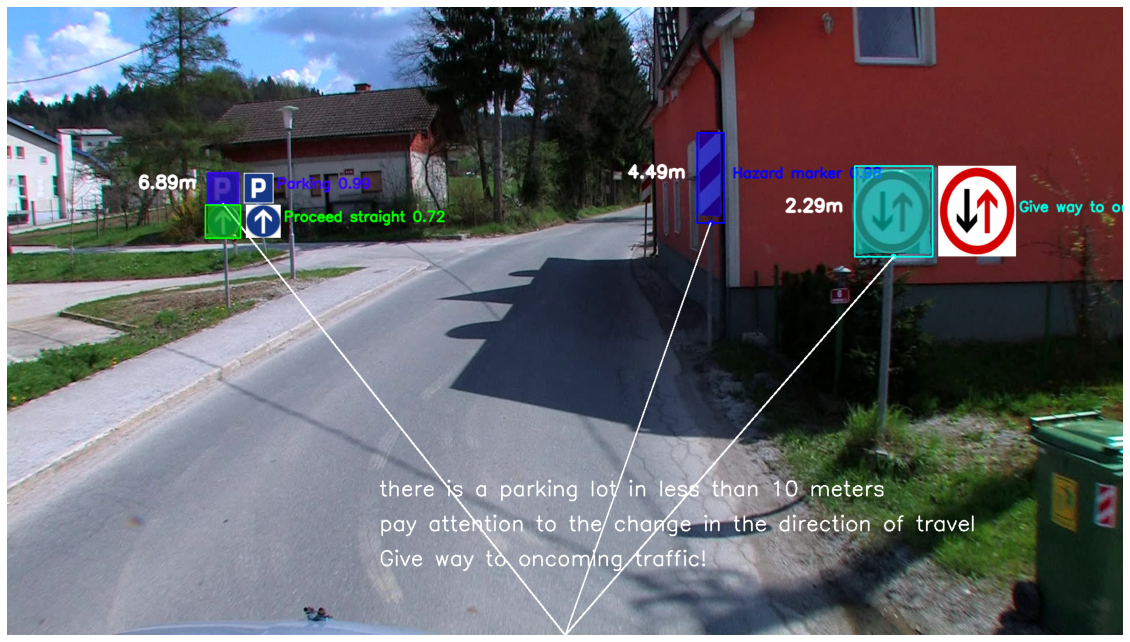 6.89m
P
P
Parking 0.99
Proceed straight 0.72
4.49m
Hazard marker 0.98
2.29m
Give way to
there is a parking lot in less than 10 meters
pay attention to the change in the direction of travel
Give way to oncoming traffic!